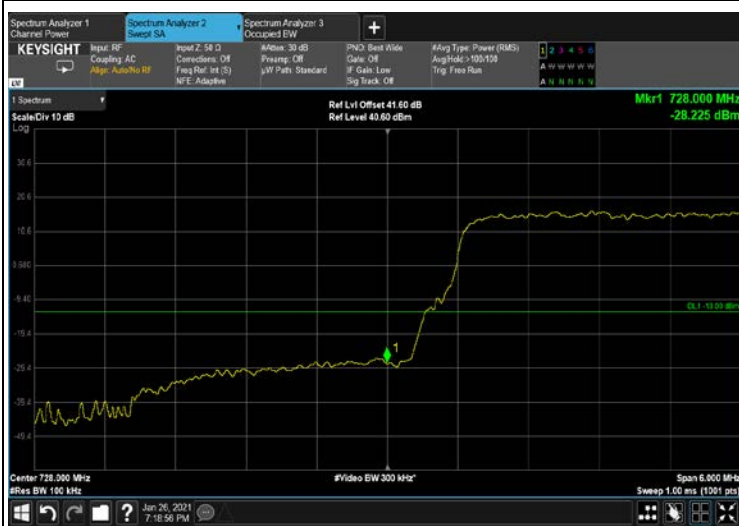 Spectrum Analyzer 1
Channel Power
Spectrum Analyzer 2
Swept SA
Spectrum Analyzer 3
Occupied BW
+
KEYSIGHT
Input: RF
Coupling: AC
Align: Auto/No RF
Input Z: 50 Ω
Corrections: Off
Freq Ref: Int (S)
NFE: Adaptive
#Atten: 30 dB
Preamp: Off
µW Path: Standard
PNO: Best Wide
Gate: Off
IF Gain: Low
Sig Track: Off
#Avg Type: Power (RMS)
Avg|Hold:>100/100
Trig: Free Run
1 2 3 4 5 6
A W W W W W
A N N N N N
1 Spectrum
Scale/Div 10 dB
Log
Ref Lvl Offset 41.60 dB
Ref Level 40.60 dBm
Mkr1 728.000 MHz
-28.225 dBm
30.6
20.6
10.6
0.580
-9.40
DL1 -13.00 dBm
-19.4
1
-29.4
-39.4
-49.4
Center 728.000 MHz
#Res BW 100 kHz
#Video BW 300 kHz*
Span 6.000 MHz
Sweep 1.00 ms (1001 pts)
?
Jan 26, 2021
7:18:56 PM